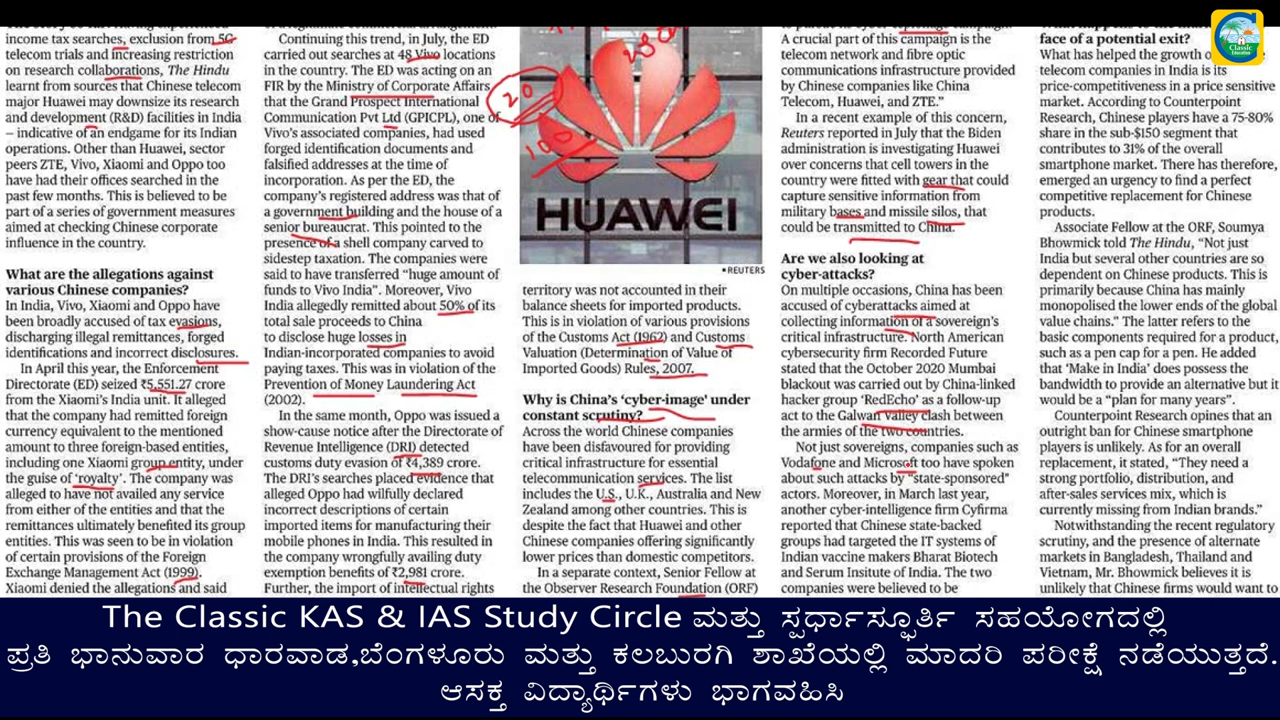 income tax searches, exclusion from 5G
telecom trials and increasing restriction
on research collaborations, The Hindu
learnt from sources that Chinese telecom
major Huawei may downsize its research
and development (R&D) facilities in India
– indicative of an endgame for its Indian
operations. Other than Huawei, sector
peers ZTE, Vivo, Xiaomi and Oppo too
have had their offices searched in the
past few months. This is believed to be
part of a series of government measures
aimed at checking Chinese corporate
influence in the country.
What are the allegations against
various Chinese companies?
In India, Vivo, Xiaomi and Oppo have
been broadly accused of tax evasions,
discharging illegal remittances, forged
identifications and incorrect disclosures.
In April this year, the Enforcement
Directorate (ED) seized ₹5,551.27 crore
from the Xiaomi's India unit. It alleged
that the company had remitted foreign
currency equivalent to the mentioned
amount to three foreign-based entities,
including one Xiaomi group entity, under
the guise of 'royalty'. The company was
alleged to have not availed any service
from either of the entities and that the
remittances ultimately benefited its group
entities. This was seen to be in violation
of certain provisions of the Foreign
Exchange Management Act (1999).
Xiaomi denied the allegations and said
Continuing this trend, in July, the ED
carried out searches at 48 Vivo locations
in the country. The ED was acting on an
FIR by the Ministry of Corporate Affairs
that the Grand Prospect International
Communication Pvt Ltd (GPICPL), one of
Vivo's associated companies, had used
forged identification documents and
falsified addresses at the time of
incorporation. As per the ED, the
company's registered address was that of
a government building and the house of a
senior bureaucrat. This pointed to the
presence of a shell company carved to
sidestep taxation. The companies were
said to have transferred "huge amount of
funds to Vivo India". Moreover, Vivo
India allegedly remitted about 50% of its
total sale proceeds to China
to disclose huge losses in
Indian-incorporated companies to avoid
paying taxes. This was in violation of the
Prevention of Money Laundering Act
(2002).
In the same month, Oppo was issued a
show-cause notice after the Directorate of
Revenue Intelligence (DRI) detected
customs duty evasion of ₹4,389 crore.
The DRI's searches placed evidence that
alleged Oppo had wilfully declared
incorrect descriptions of certain
imported items for manufacturing their
mobile phones in India. This resulted in
the company wrongfully availing duty
exemption benefits of ₹2,981 crore.
Further, the import of intellectual rights
20
100
HUAWEI
• REUTERS
territory was not accounted in their
balance sheets for imported products.
This is in violation of various provisions
of the Customs Act (1962) and Customs
Valuation (Determination of Value of
Imported Goods) Rules, 2007.
Why is China's 'cyber-image' under
constant scrutiny?
Across the world Chinese companies
have been disfavoured for providing
critical infrastructure for essential
telecommunication services. The list
includes the U.S., U.K., Australia and New
Zealand among other countries. This is
despite the fact that Huawei and other
Chinese companies offering significantly
lower prices than domestic competitors.
In a separate context, Senior Fellow at
the Observer Research Foundation (ORF)
A crucial part of this campaign is the
telecom network and fibre optic
communications infrastructure provided
by Chinese companies like China
Telecom, Huawei, and ZTE."
In a recent example of this concern,
Reuters reported in July that the Biden
administration is investigating Huawei
over concerns that cell towers in the
country were fitted with gear that could
capture sensitive information from
military bases and missile silos, that
could be transmitted to China.
Are we also looking at
cyber-attacks?
On multiple occasions, China has been
accused of cyberattacks aimed at
collecting information of a sovereign's
critical infrastructure. North American
cybersecurity firm Recorded Future
stated that the October 2020 Mumbai
blackout was carried out by China-linked
hacker group 'RedEcho' as a follow-up
act to the Galwan Valley clash between
the armies of the two countries.
Not just sovereigns, companies such as
Vodafone and Microsoft too have spoken
about such attacks by "state-sponsored"
actors. Moreover, in March last year,
another cyber-intelligence firm Cyfirma
reported that Chinese state-backed
groups had targeted the IT systems of
Indian vaccine makers Bharat Biotech
and Serum Insitute of India. The two
companies were believed to be
face of a potential exit?
What has helped the growth of
telecom companies in India is its
price-competitiveness in a price sensitive
market. According to Counterpoint
Research, Chinese players have a 75-80%
share in the sub-$150 segment that
contributes to 31% of the overall
smartphone market. There has therefore,
emerged an urgency to find a perfect
competitive replacement for Chinese
products.
Associate Fellow at the ORF, Soumya
Bhowmick told The Hindu, "Not just
India but several other countries are so
dependent on Chinese products. This is
primarily because China has mainly
monopolised the lower ends of the global
value chains." The latter refers to the
basic components required for a product,
such as a pen cap for a pen. He added
that 'Make in India' does possess the
bandwidth to provide an alternative but it
would be a "plan for many years".
Counterpoint Research opines that an
outright ban for Chinese smartphone
players is unlikely. As for an overall
replacement, it stated, "They need a
strong portfolio, distribution, and
after-sales services mix, which is
currently missing from Indian brands."
Notwithstanding the recent regulatory
scrutiny, and the presence of alternate
markets in Bangladesh, Thailand and
Vietnam, Mr. Bhowmick believes it is
unlikely that Chinese firms would want to
Classic
Education
The Classic KAS & IAS Study Circle ಮತ್ತು ಸ್ಪರ್ಧಾಸ್ಫೂರ್ತಿ ಸಹಯೋಗದಲ್ಲಿ
ಪ್ರತಿ ಭಾನುವಾರ ಧಾರವಾಡ,ಬೆಂಗಳೂರು ಮತ್ತು ಕಲಬುರಗಿ ಶಾಖೆಯಲ್ಲಿ ಮಾದರಿ ಪರೀಕ್ಷೆ ನಡೆಯುತ್ತದೆ.
ಆಸಕ್ತ ವಿದ್ಯಾರ್ಥಿಗಳು ಭಾಗವಹಿಸಿ